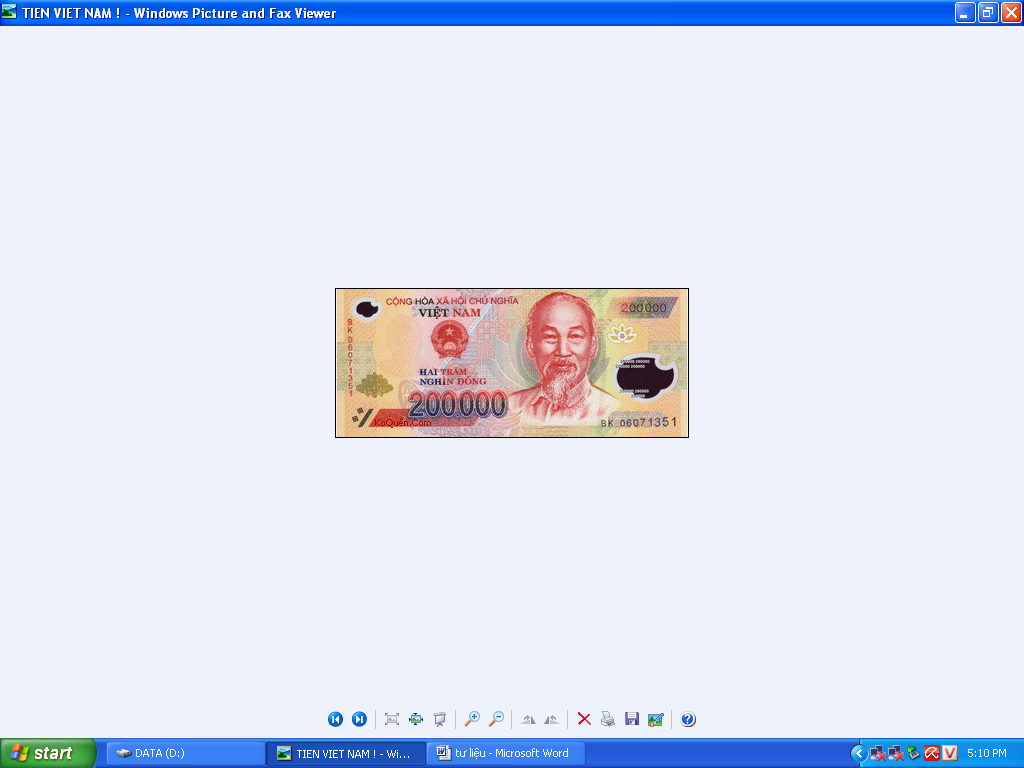 TIEN VIET NAM ! - Windows Picture and Fax Viewer
CỘNG HÒA XÃ HỘI CHỦ NGHĨA
VIỆT NAM
200000
BK 06071351
HAI TRĂM
NGHÌN ĐỒNG
200000
KoQuên.Com
BK 06071351
start
DATA (D:)
TIEN VIET NAM ! - Wi...
tư liệu - Microsoft Word
5:10 PM